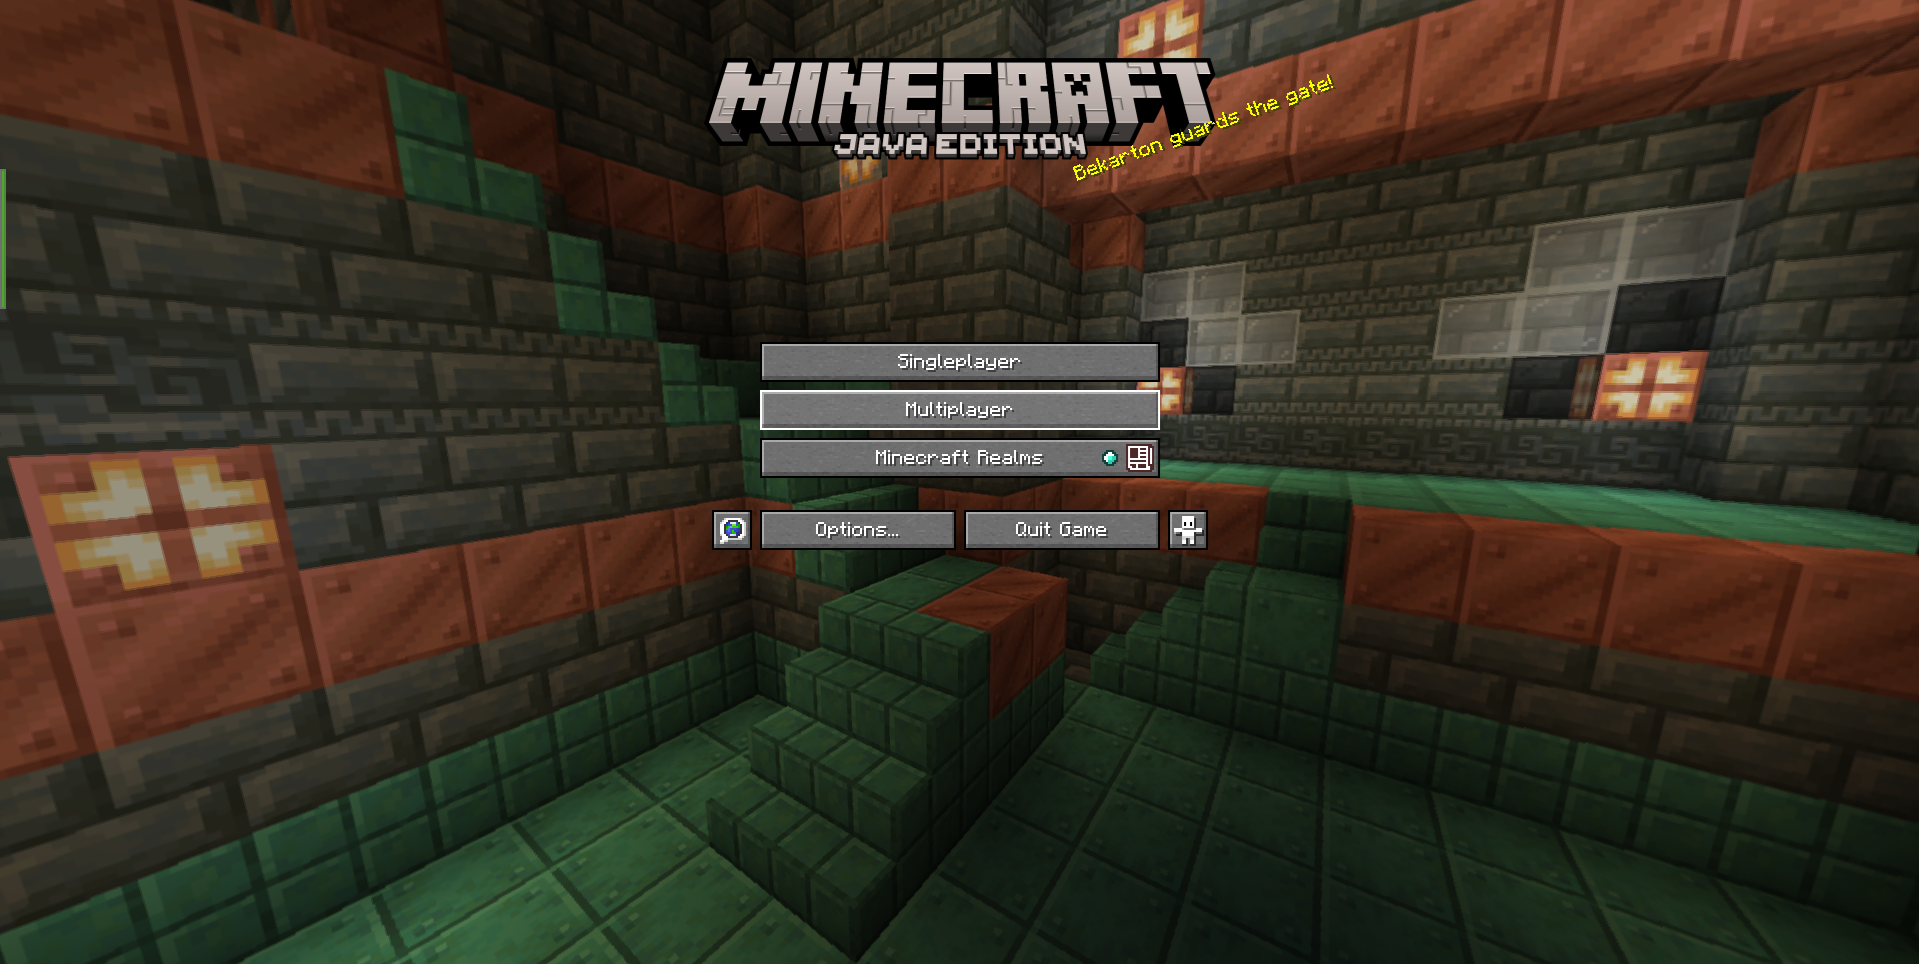 MINECRAFT
JAVA EDITION
Bekarton guards the gate!
Singleplayer
Multiplayer
Minecraft Realms
Options...
Quit Game